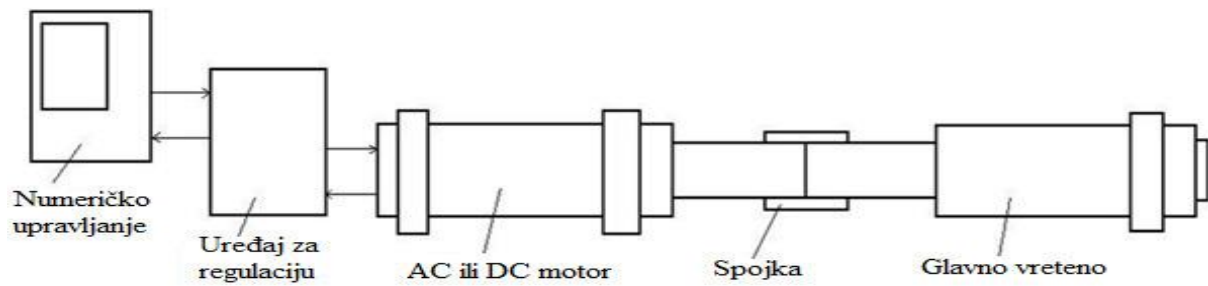 Numeričko
upravljanje
Uređaj za
regulaciju
AC ili DC motor
Spojka
Glavno vreteno